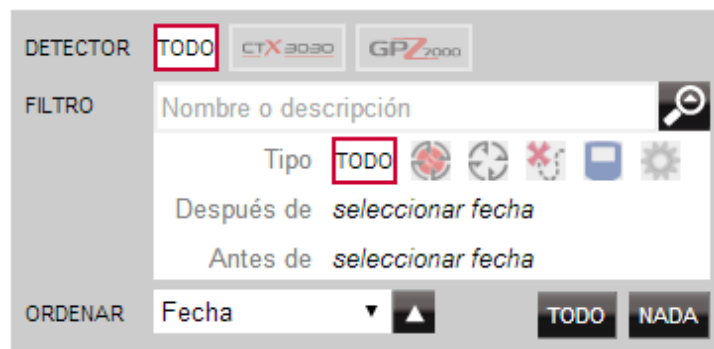 DETECTOR TODO CTX 3030 GPZ 7000
FILTRO Nombre o descripción
Tipo TODO
Después de seleccionar fecha
Antes de seleccionar fecha
ORDENAR Fecha TODO NADA